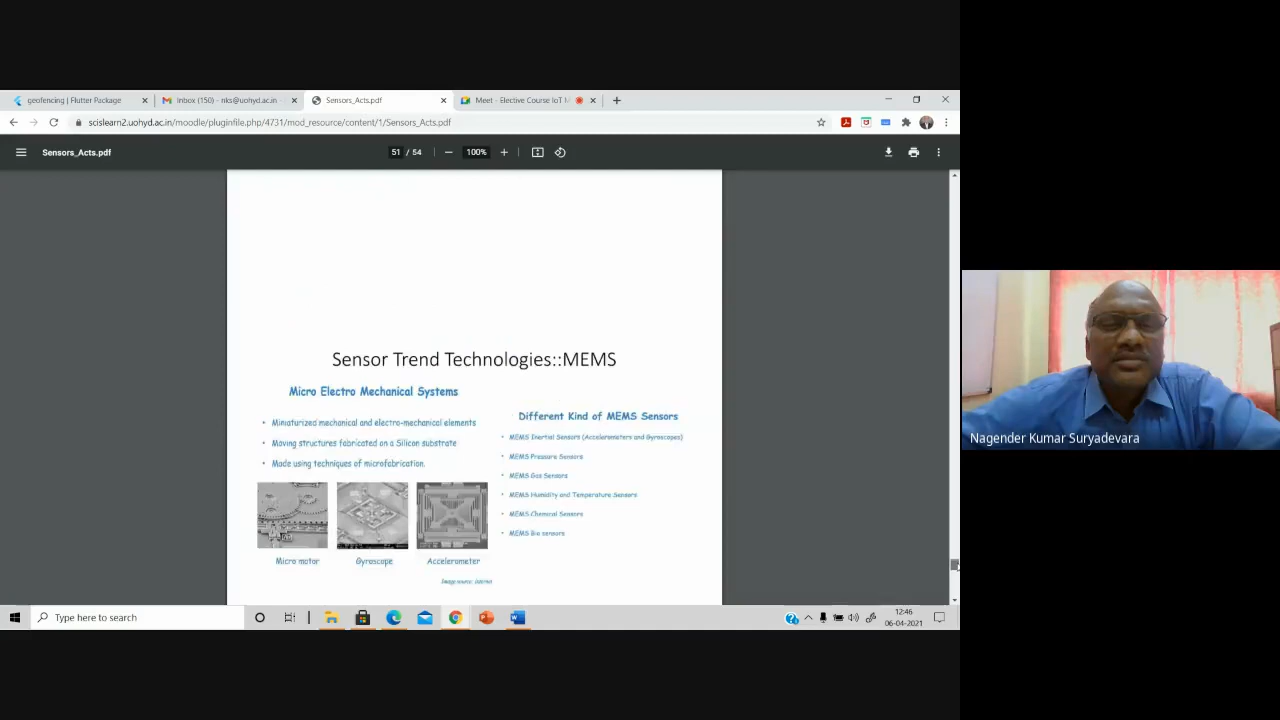 geofencing | Flutter Package
Inbox (150) - nks@uohyd.ac.in
Sensors_Acts.pdf
Meet - Elective Course IoT M
scislearn2.uohyd.ac.in/moodle/pluginfile.php/4731/mod_resource/content/1/Sensors_Acts.pdf
Sensors_Acts.pdf
51 / 54
100%
Sensor Trend Technologies::MEMS
Micro Electro Mechanical Systems
• Miniaturized mechanical and electro-mechanical elements
• Moving structures fabricated on a Silicon substrate
• Made using techniques of microfabrication.
Micro motor
Gyroscope
Accelerometer
Image source: internet
Different Kind of MEMS Sensors
• MEMS Inertial Sensors (Accelerometers and Gyroscopes)
• MEMS Pressure Sensors
• MEMS Gas Sensors
• MEMS Humidity and Temperature Sensors
• MEMS Chemical Sensors
• MEMS Bio sensors
Nagender Kumar Suryadevara
Type here to search
12:46
06-04-2021